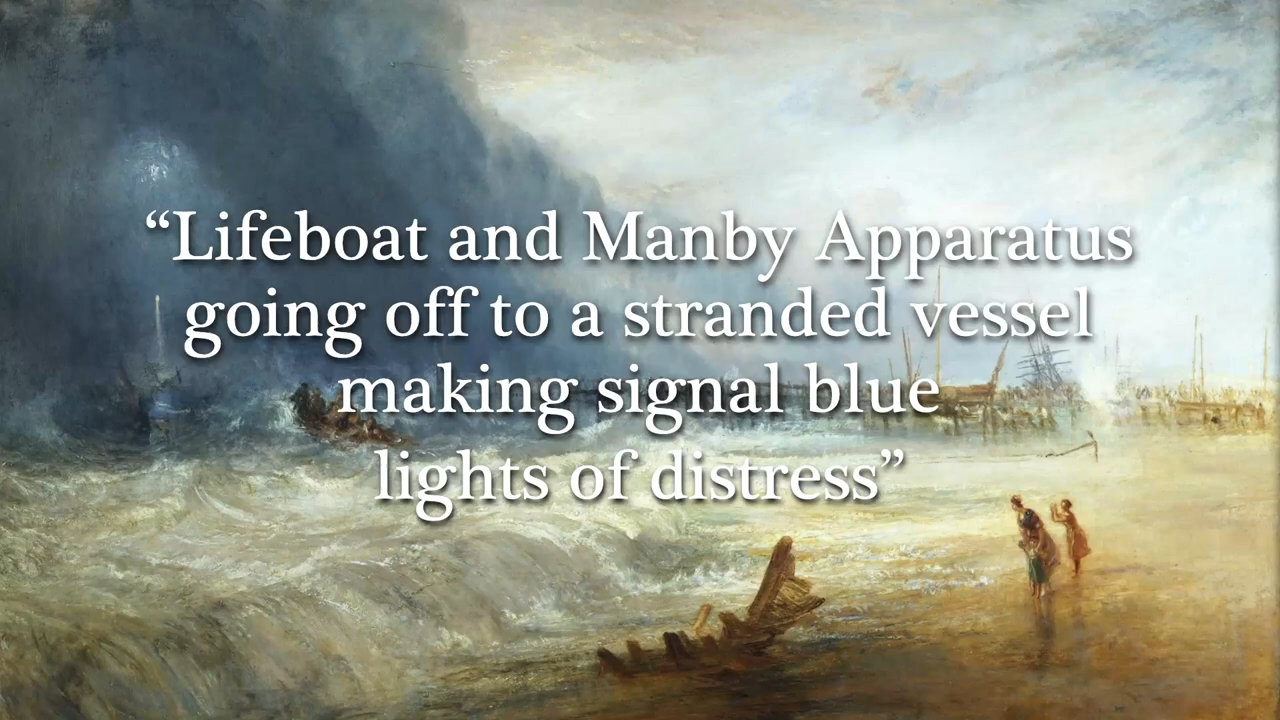 “Lifeboat and Manby Apparatus
going off to a stranded vessel
making signal blue
lights of distress”